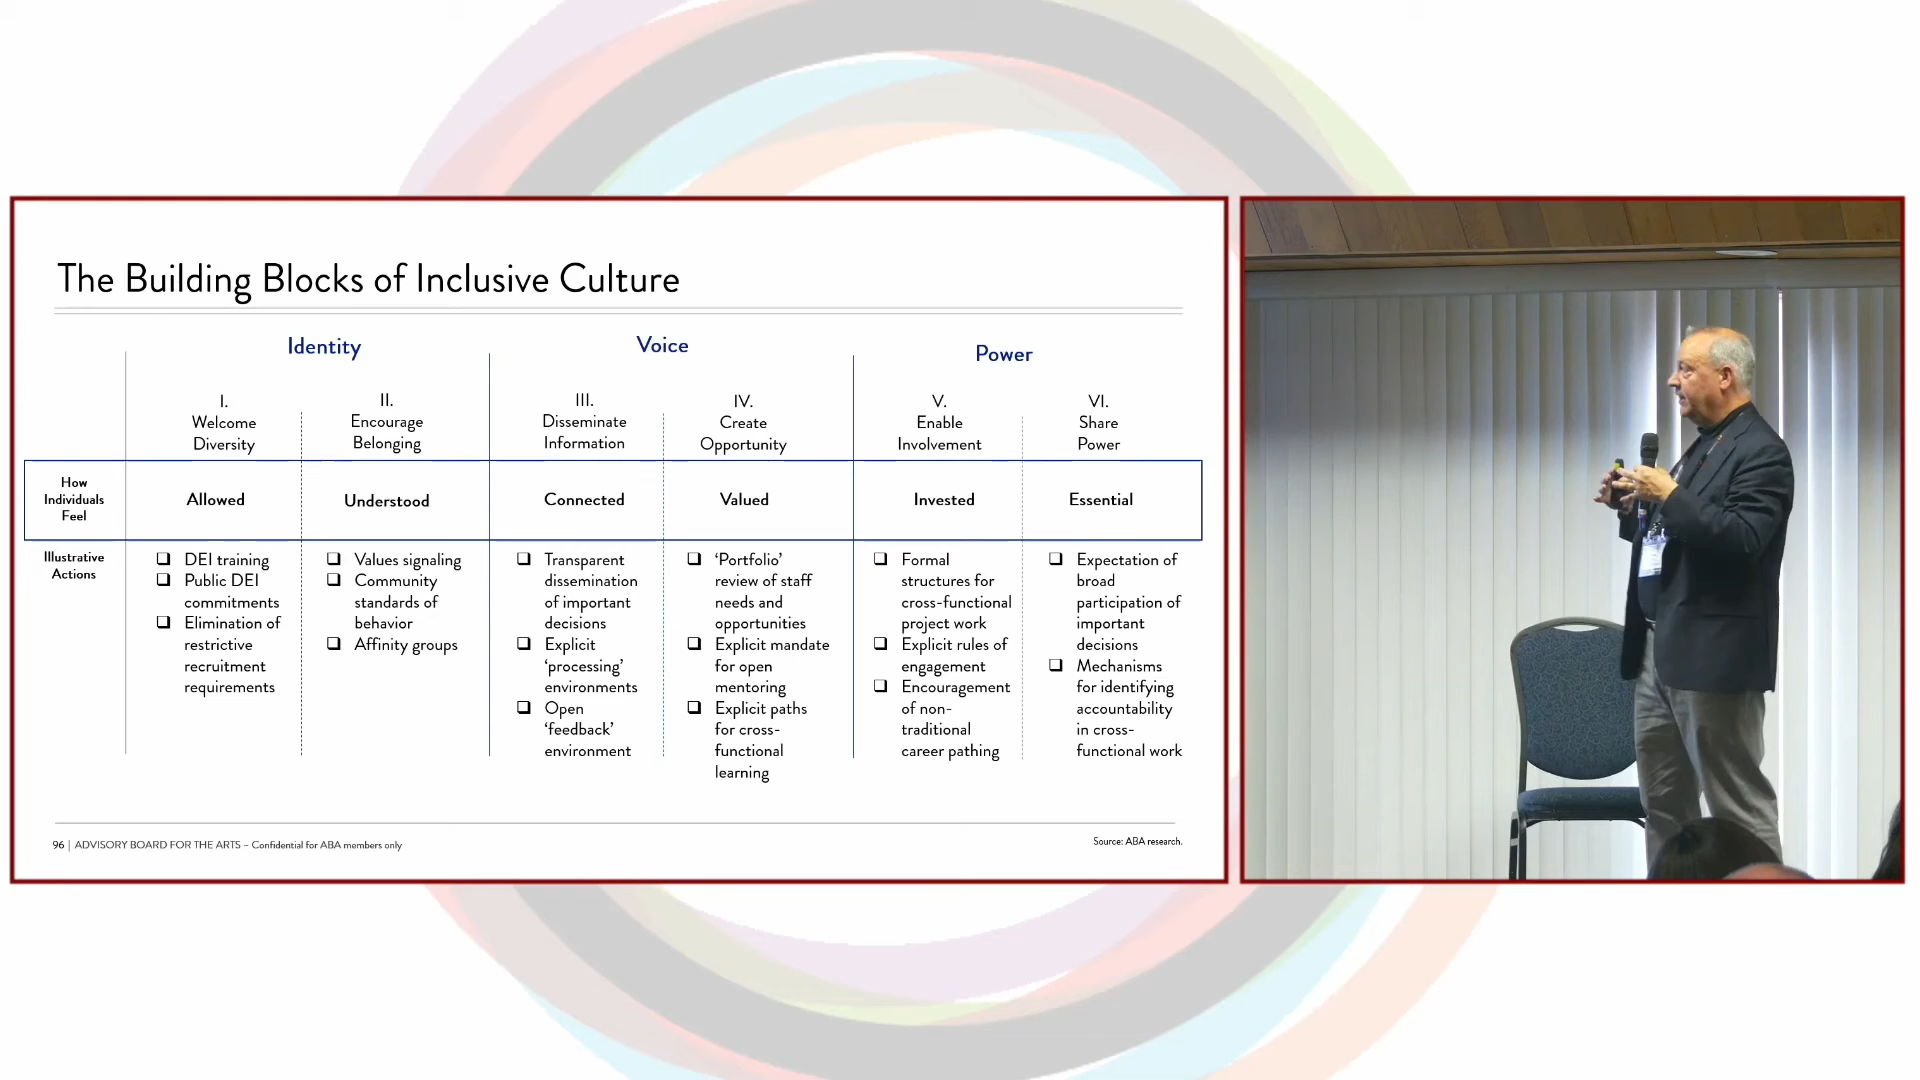 The Building Blocks of Inclusive Culture
Identity
Voice
Power
I.
Welcome
Diversity
II.
Encourage
Belonging
III.
Disseminate
Information
IV.
Create
Opportunity
V.
Enable
Involvement
VI.
Share
Power
How
Individuals
Feel
Allowed
Understood
Connected
Valued
Invested
Essential
Illustrative
Actions
DEI training
Public DEI
commitments
Elimination of
restrictive
recruitment
requirements
Values signaling
Community
standards of
behavior
Affinity groups
Transparent
dissemination
of important
decisions
Explicit
‘processing’
environments
Open
‘feedback’
environment
‘Portfolio’
review of staff
needs and
opportunities
Explicit mandate
for open
mentoring
Explicit paths
for cross-
functional
learning
Formal
structures for
cross-functional
project work
Explicit rules of
engagement
Encouragement
of non-
traditional
career pathing
Expectation of
broad
participation of
important
decisions
Mechanisms
for identifying
accountability
in cross-
functional work
96 | ADVISORY BOARD FOR THE ARTS – Confidential for ABA members only
Source: ABA research.